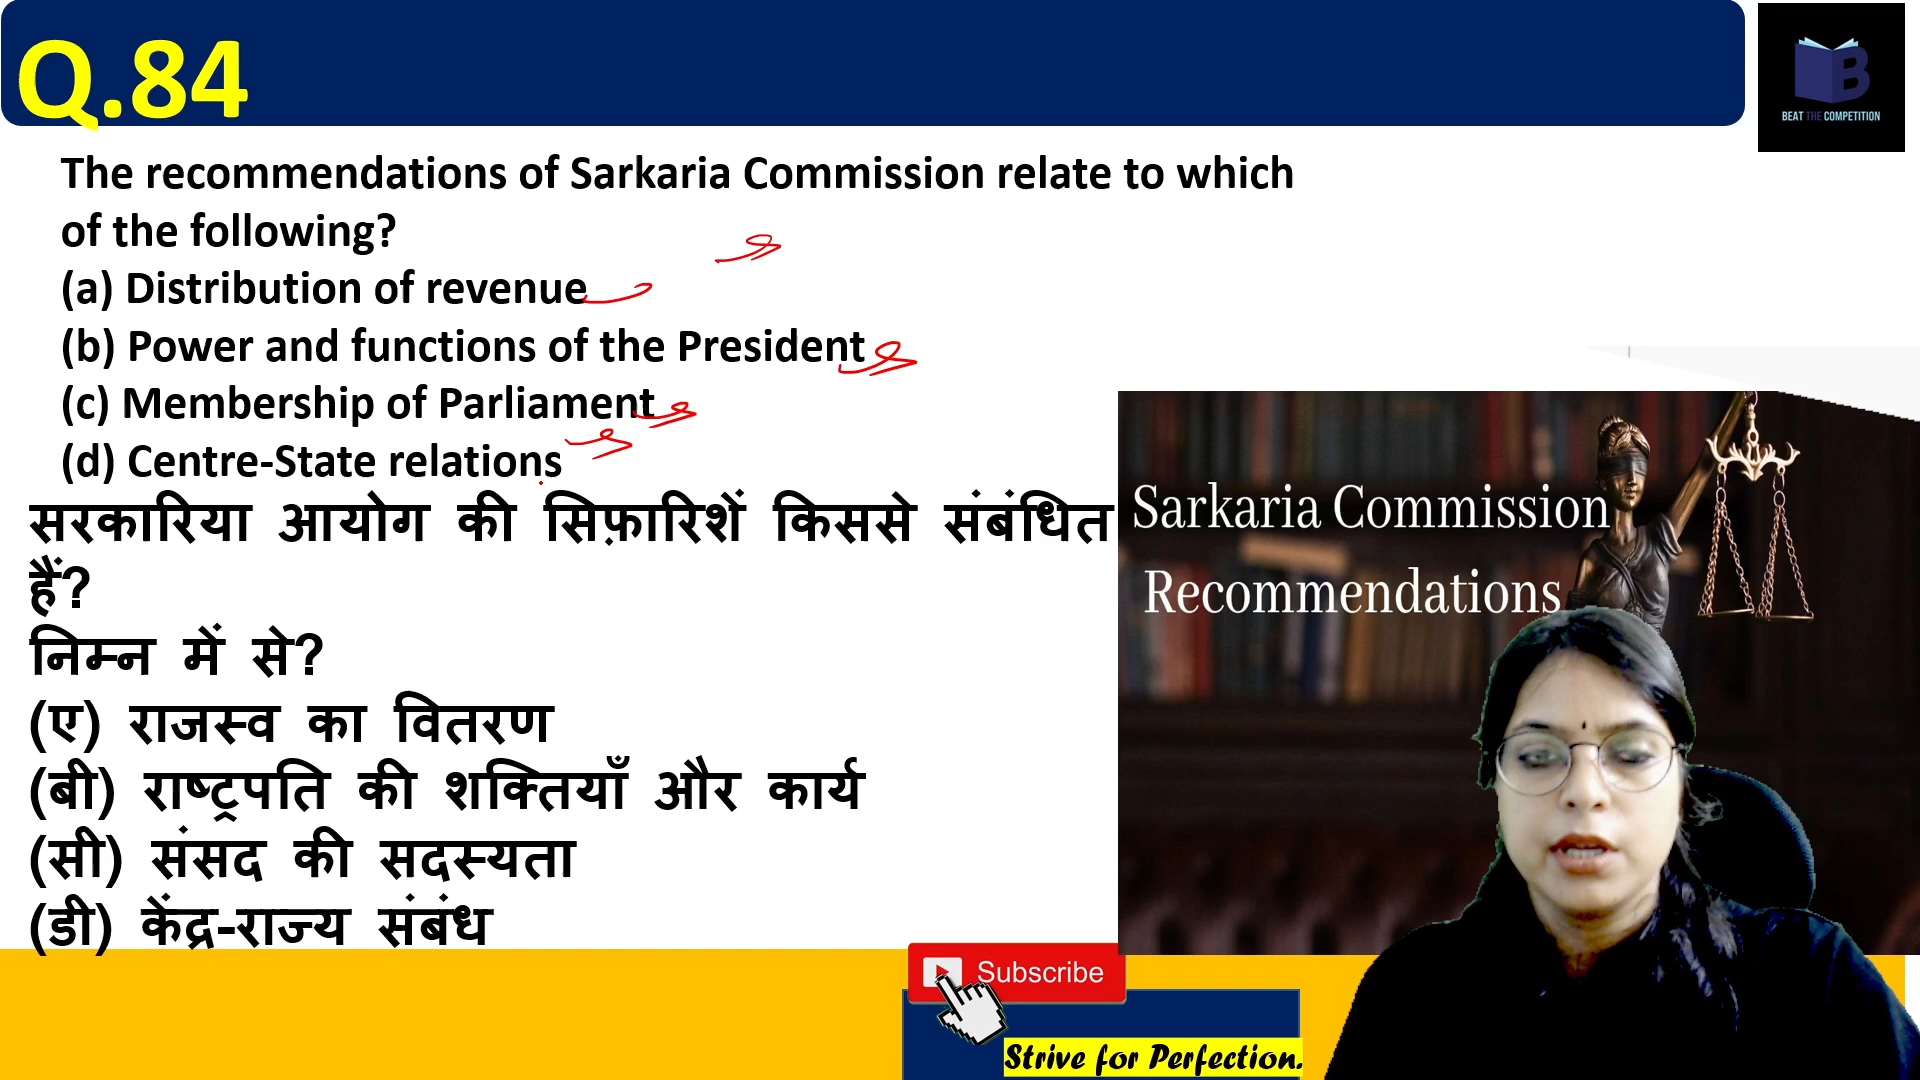 Q.84
BEAT THE COMPETITION
The recommendations of Sarkaria Commission relate to which
of the following?
(a) Distribution of revenue
(b) Power and functions of the President
(c) Membership of Parliament
(d) Centre-State relations
सरकारिया आयोग की सिफ़ारिशें किससे संबंधित
हैं?
निम्न में से?
(ए) राजस्व का वितरण
(बी) राष्ट्रपति की शक्तियाँ और कार्य
(सी) संसद की सदस्यता
(डी) केंद्र-राज्य संबंध
Sarkaria Commission
Recommendations
Subscribe
Strive for Perfection.